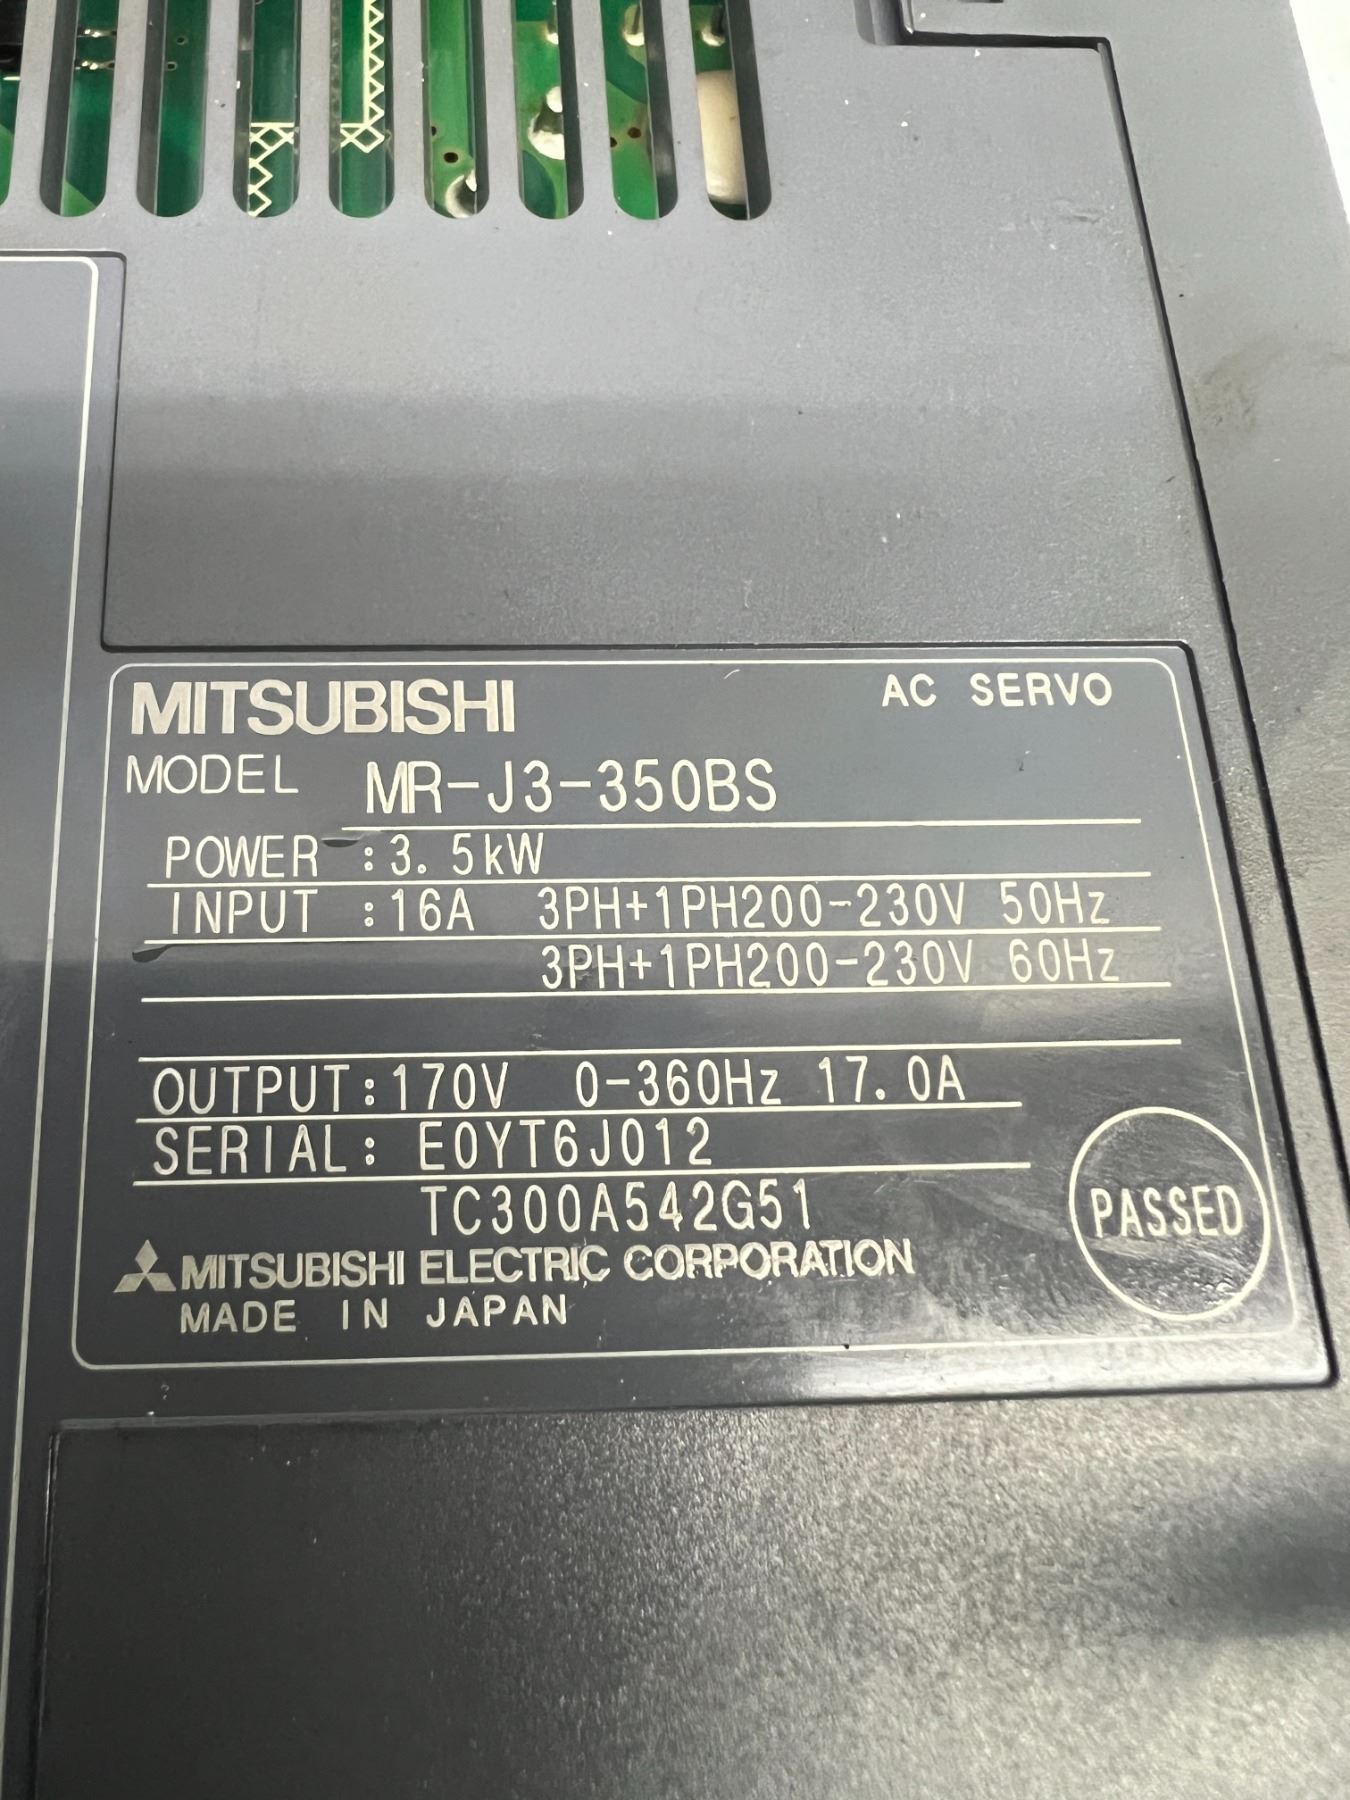 MITSUBISHI AC SERVO
MODEL MR-J3-350BS
POWER :3.5kW
INPUT :16A 3PH+1PH200-230V 50Hz
3PH+1PH200-230V 60Hz
OUTPUT:170V 0-360Hz 17.0A
SERIAL: E0YT6J012
TC300A542G51
PASSED
MITSUBISHI ELECTRIC CORPORATION
MADE IN JAPAN